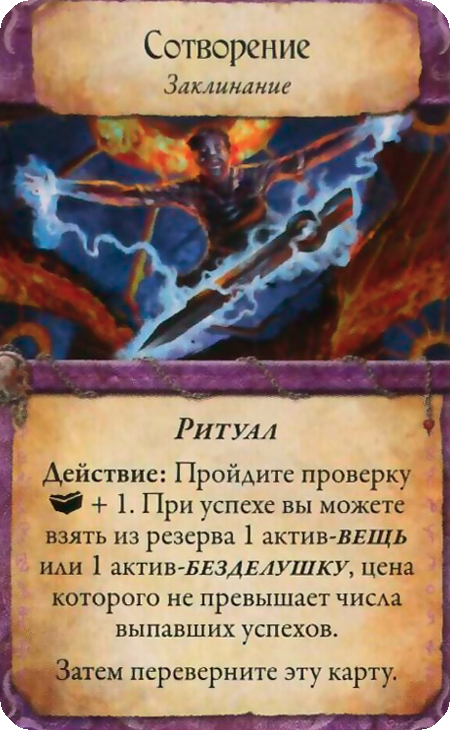 Сотворение
Заклинание
Ритуал
Действие: Пройдите проверку
+ 1. При успехе вы можете
взять из резерва 1 актив-ВЕЩЬ
или 1 актив-БЕЗДЕЛУШКУ, цена
которого не превышает числа
выпавших успехов.
Затем переверните эту карту.